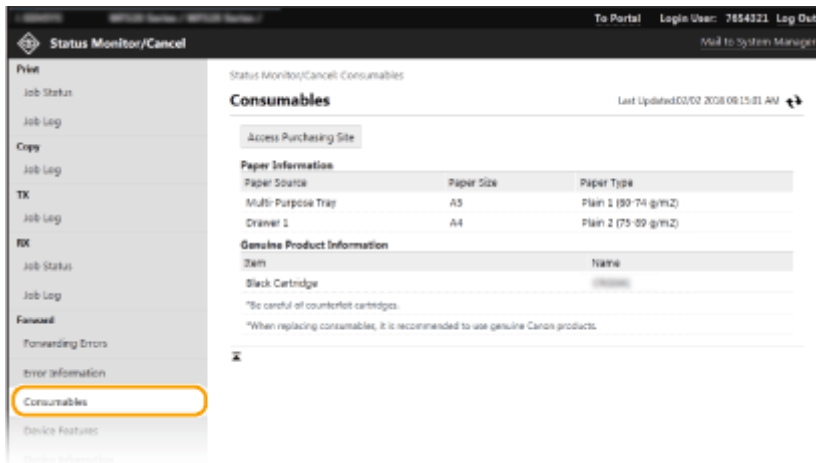 To Portal Login User: 7654321 Log Out
Status Monitor/Cancel
Mail to System Manager
Print
Job Status
Job Log
Copy
Job Log
TX
Job Log
RX
Job Status
Job Log
Forward
Forwarding Errors
Error Information
Consumables
Device Features
Status Monitor/Cancel: Consumables
Consumables
Last Updated:02/02 2018 09:15:01 AM
Access Purchasing Site
Paper Information
Paper Source Paper Size Paper Type
Multi-Purpose Tray A5 Plain 1 (60-74 g/m2)
Drawer 1 A4 Plain 2 (75-89 g/m2)
Genuine Product Information
Item Name
Black Cartridge
*Be careful of counterfeit cartridges.
*When replacing consumables, it is recommended to use genuine Canon products.